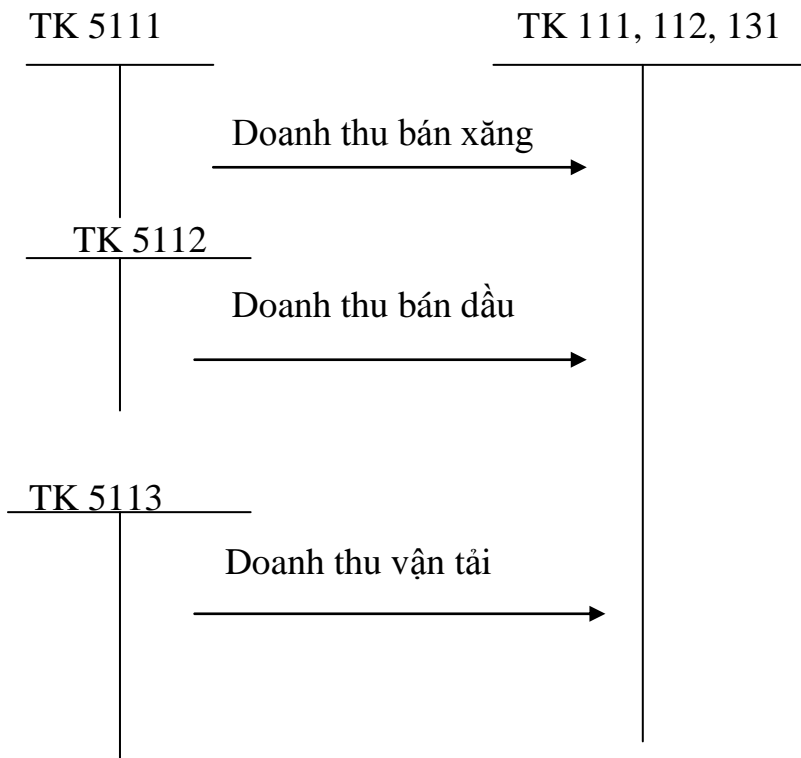 TK 5111
TK 111, 112, 131
Doanh thu bán xăng
TK 5112
Doanh thu bán dầu
TK 5113
Doanh thu vận tải